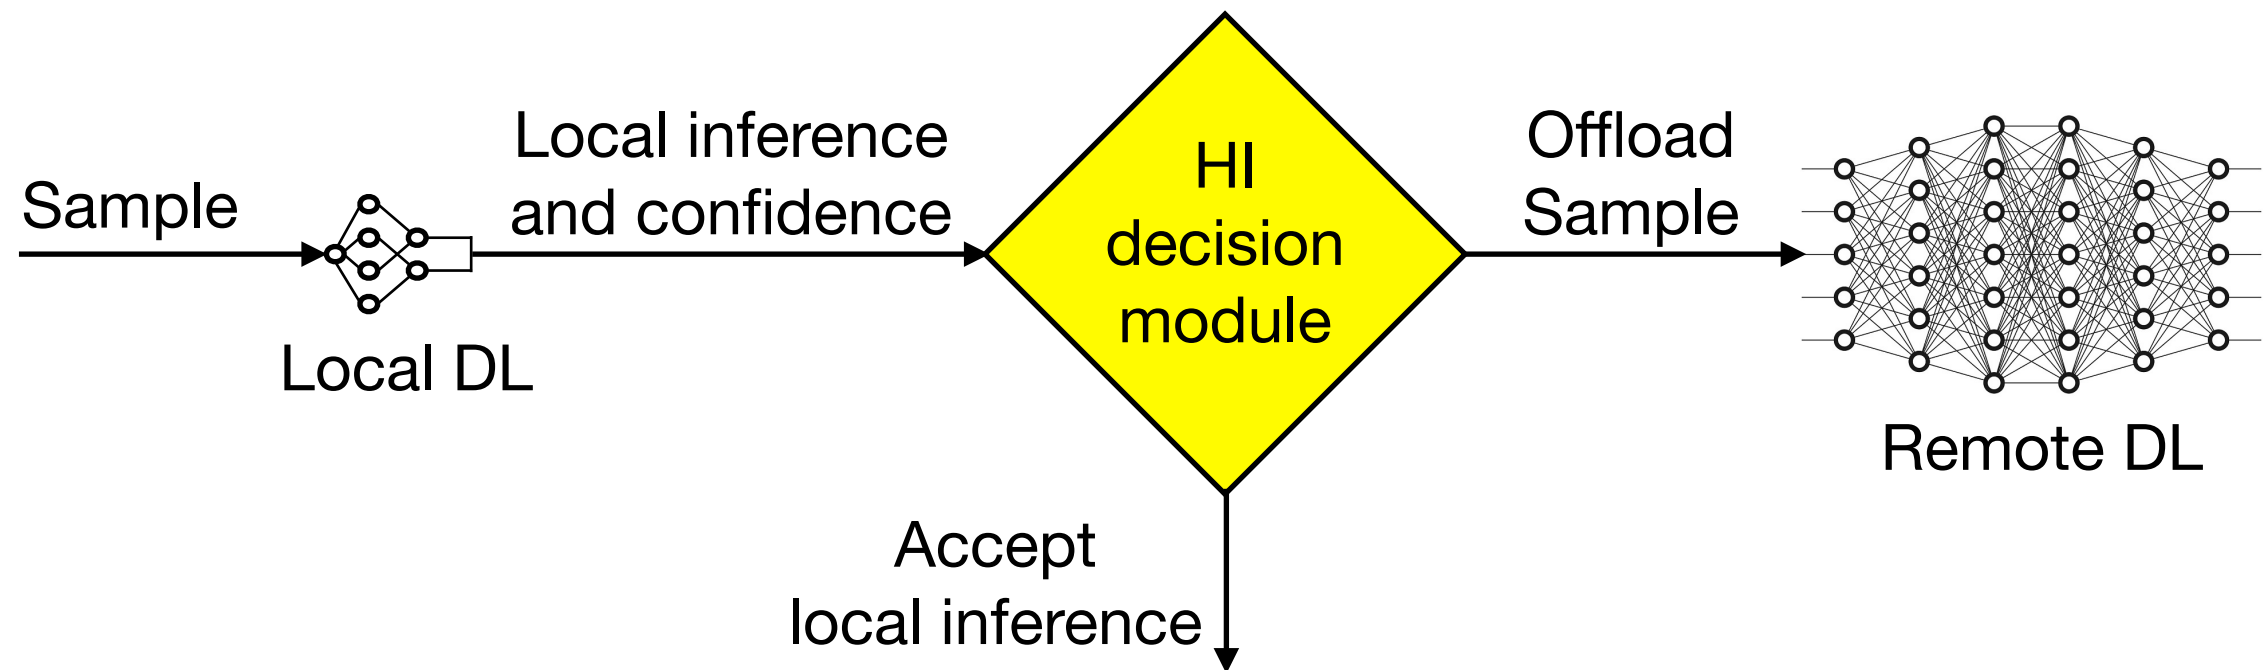 Sample
Local DL
Local inference
and confidence
HI
decision
module
Accept
local inference
Offload
Sample
Remote DL